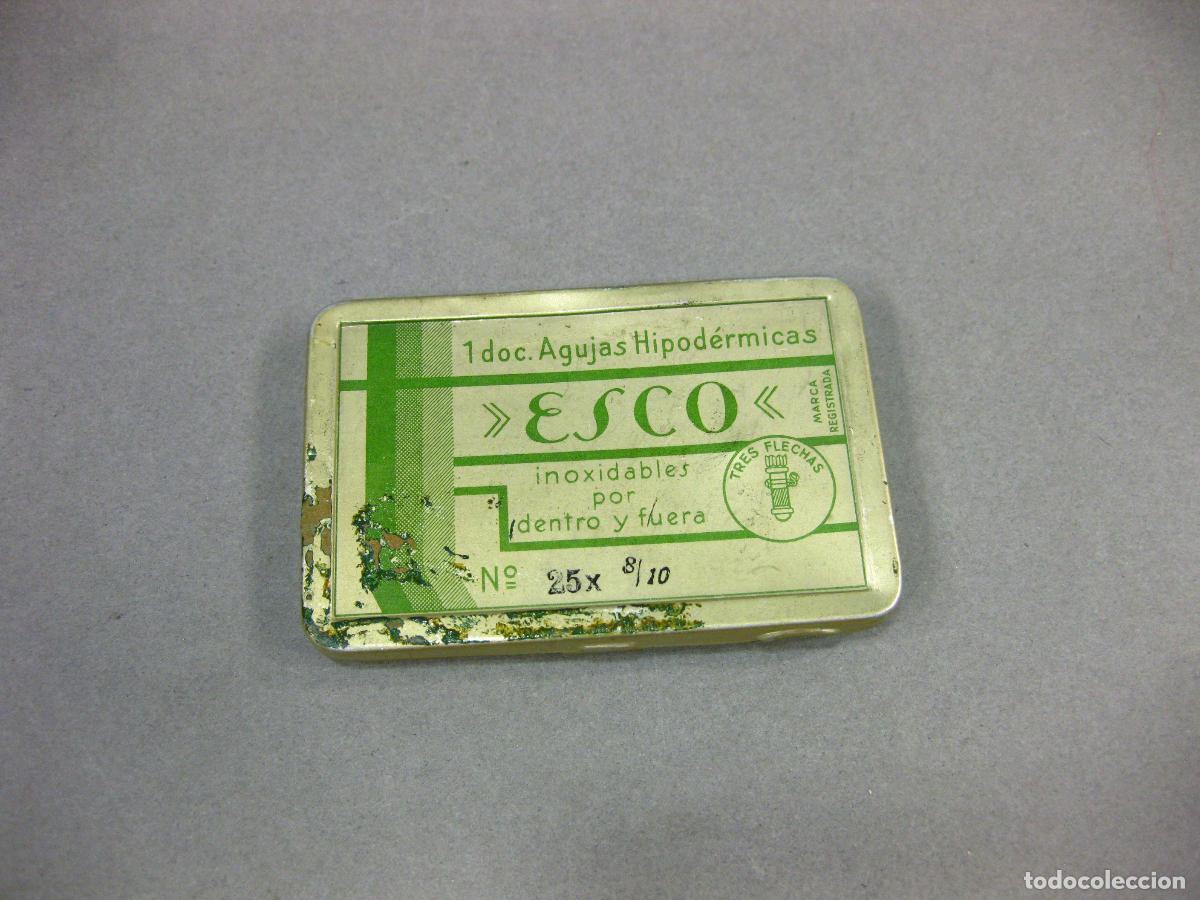 1 doc. Agujas Hipodérmicas
» ESCO «
MARCA
REGISTRADA
TRES FLECHAS
inoxidables
por
dentro y fuera
Nº 25x 8/10
todocoleccion